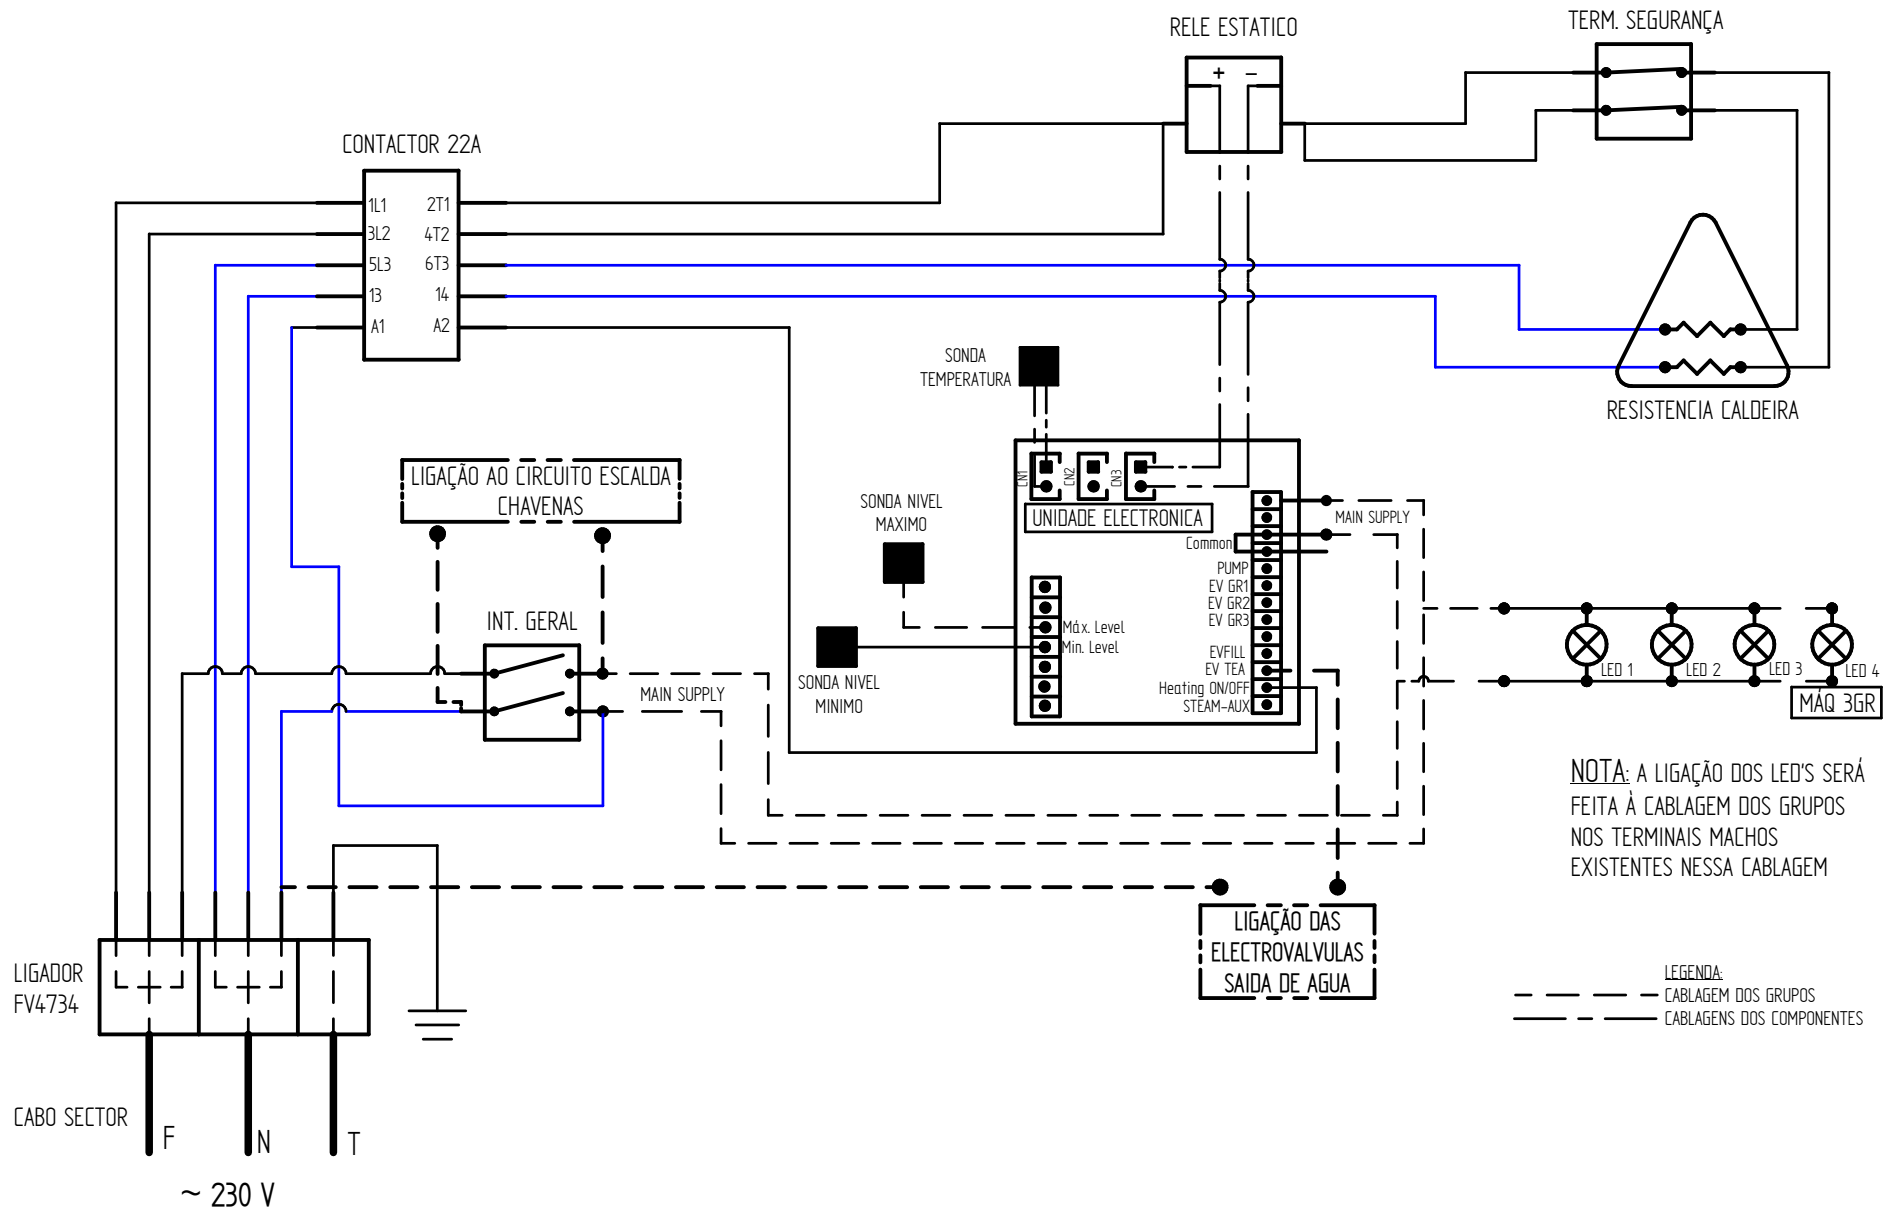 RELE ESTATICO
+ −
TERM. SEGURANÇA
CONTACTOR 22A
1L1 2T1
3L2 4T2
5L3 6T3
13 14
A1 A2
SONDA
TEMPERATURA
RESISTENCIA CALDEIRA
LIGAÇÃO AO CIRCUITO ESCALDA
CHAVENAS
CN1 CN2 CN3
UNIDADE ELECTRONICA
SONDA NIVEL
MAXIMO
MAIN SUPPLY
Common
PUMP
EV GR1
EV GR2
EV GR3
EVFILL
EV TEA
Heating ON/OFF
STEAM-AUX
Máx. Level
Min. Level
SONDA NIVEL
MINIMO
INT. GERAL
MAIN SUPPLY
LED 1 LED 2 LED 3 LED 4
MÁQ 3GR
NOTA: A LIGAÇÃO DOS LED'S SERÁ
FEITA À CABLAGEM DOS GRUPOS
NOS TERMINAIS MACHOS
EXISTENTES NESSA CABLAGEM
LIGAÇÃO DAS
ELECTROVALVULAS
SAIDA DE AGUA
LIGADOR
FV4734
LEGENDA:
CABLAGEM DOS GRUPOS
CABLAGENS DOS COMPONENTES
CABO SECTOR
F N T
~ 230 V